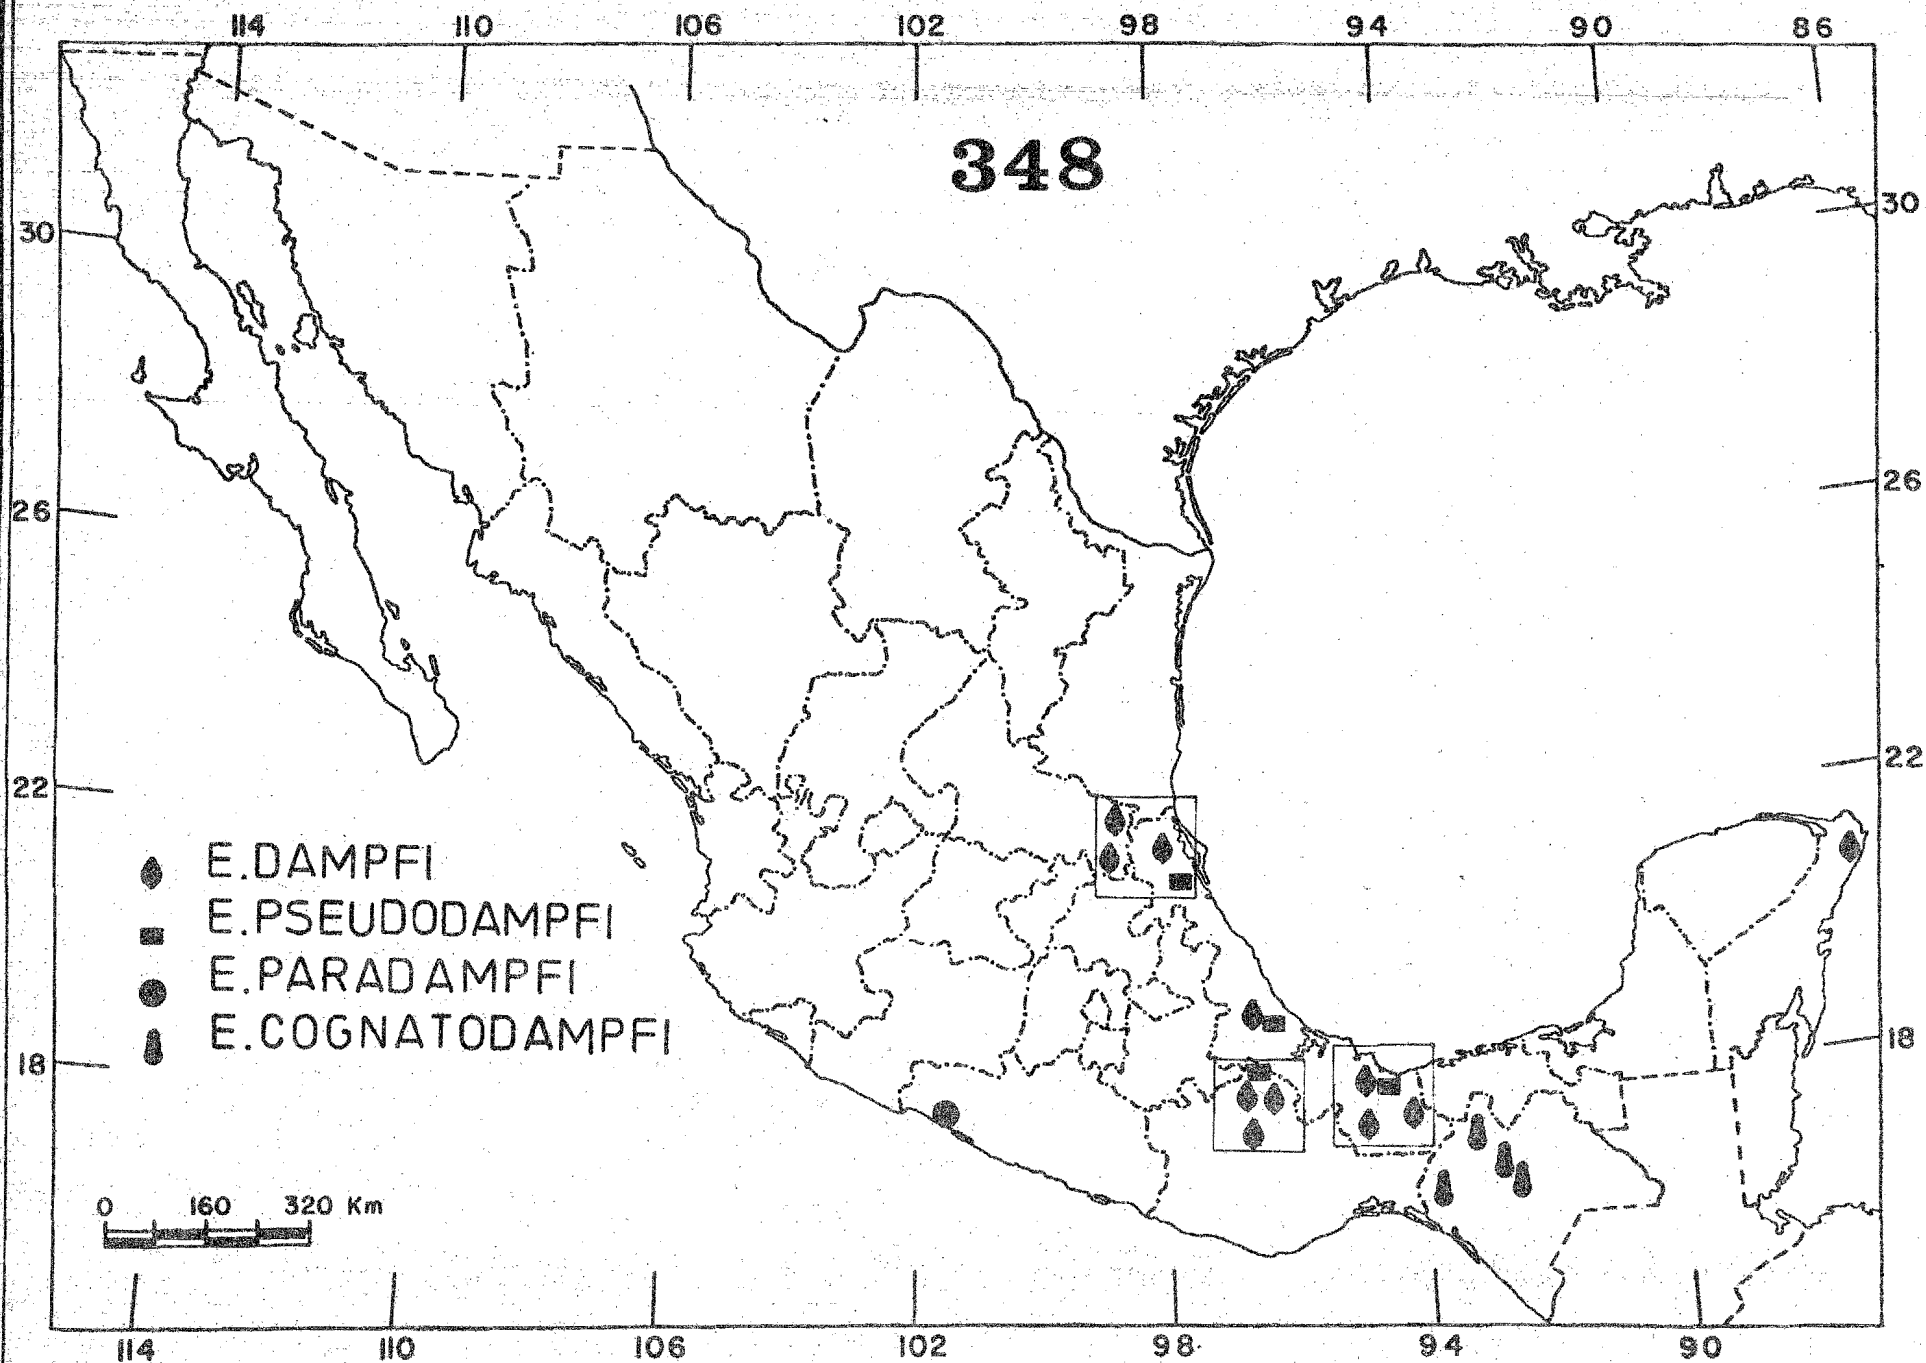 114 110 106 102 98 94 90 86
348
30 30
26 26
22 22
E.DAMPFI
E.PSEUDODAMPFI
E.PARADAMPFI
E.COGNATODAMPFI
18 18
0 160 320 Km
114 110 106 102 98 94 90